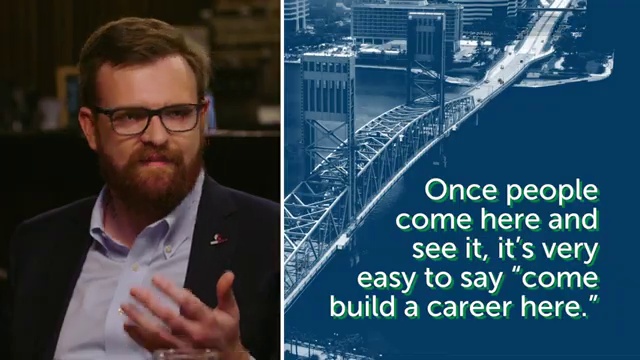 Once people
come here and
see it, it’s very
easy to say “come
build a career here.”